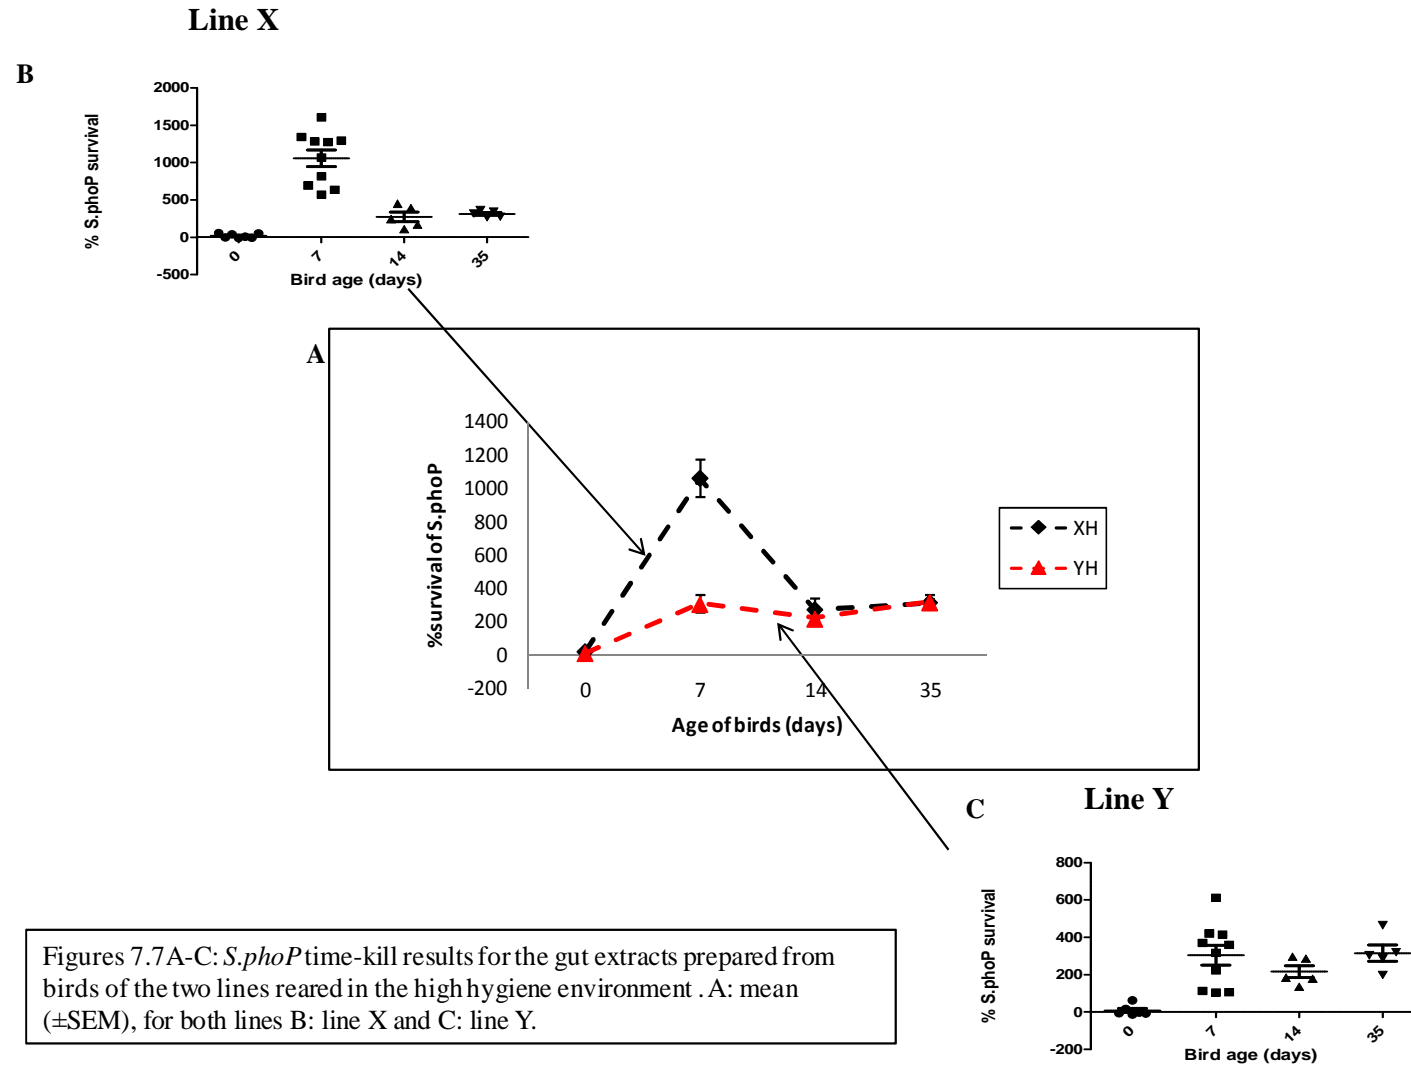 Line X
B
% S.phoP survival
2000
1500
1000
500
0
-500
0 7 14 35
Bird age (days)
A
%survival of S.phoP
1400
1200
1000
800
600
400
200
0
-200
0 7 14 35
Age of birds (days)
XH
YH
C
Line Y
% S.phoP survival
800
600
400
200
0
-200
0 7 14 35
Bird age (days)
Figures 7.7A-C: S.phoP time-kill results for the gut extracts prepared from
birds of the two lines reared in the high hygiene environment . A: mean
(±SEM), for both lines B: line X and C: line Y.